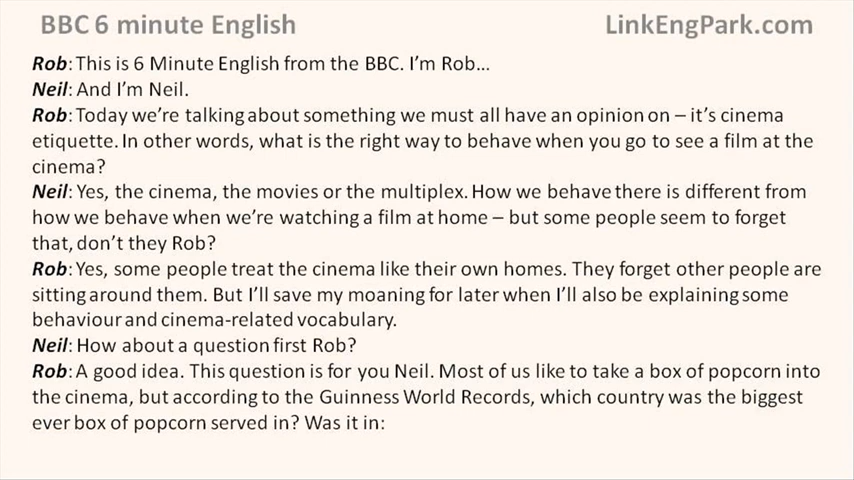 BBC 6 minute English LinkEngPark.com
Rob: This is 6 Minute English from the BBC. I'm Rob...
Neil: And I'm Neil.
Rob: Today we're talking about something we must all have an opinion on – it's cinema
etiquette. In other words, what is the right way to behave when you go to see a film at the
cinema?
Neil: Yes, the cinema, the movies or the multiplex. How we behave there is different from
how we behave when we're watching a film at home – but some people seem to forget
that, don't they Rob?
Rob: Yes, some people treat the cinema like their own homes. They forget other people are
sitting around them. But I'll save my moaning for later when I'll also be explaining some
behaviour and cinema-related vocabulary.
Neil: How about a question first Rob?
Rob: A good idea. This question is for you Neil. Most of us like to take a box of popcorn into
the cinema, but according to the Guinness World Records, which country was the biggest
ever box of popcorn served in? Was it in: